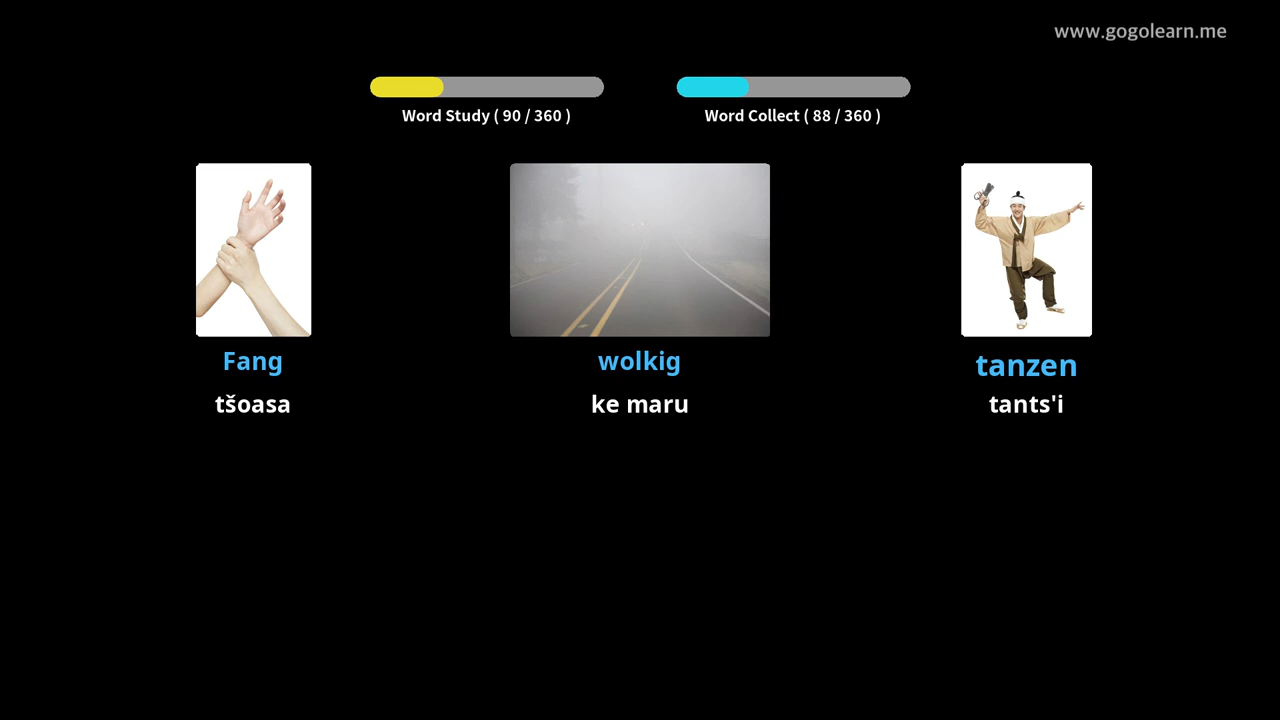 www.gogolearn.me
Word Study ( 90 / 360 )
Word Collect ( 88 / 360 )
Fang
wolkig
tanzen
tšoasa
ke maru
tants'i